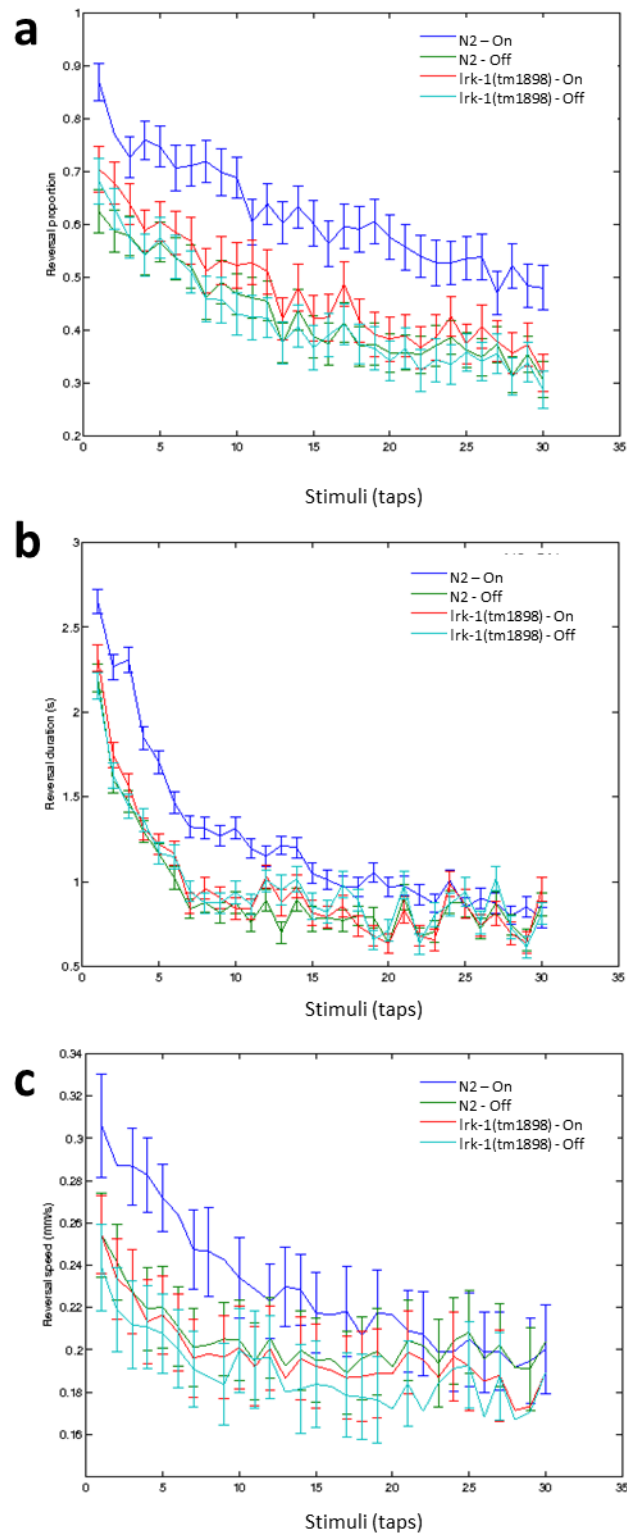 a
N2 – On
N2 - Off
lrk-1(tm1898) - On
lrk-1(tm1898) - Off
1
0.9
0.8
0.7
0.6
0.5
0.4
0.3
0.2
Reversal proportion
0 5 10 15 20 25 30 35
Stimuli (taps)
b
N2 – On
N2 - Off
lrk-1(tm1898) - On
lrk-1(tm1898) - Off
3
2.5
2
1.5
1
0.5
Reversal duration (s)
0 5 10 15 20 25 30 35
Stimuli (taps)
c
N2 – On
N2 – Off
lrk-1(tm1898) - On
lrk-1(tm1898) - Off
0.34
0.32
0.3
0.28
0.26
0.24
0.22
0.2
0.18
0.16
0.14
Reversal speed (mm/s)
0 5 10 15 20 25 30 35
Stimuli (taps)